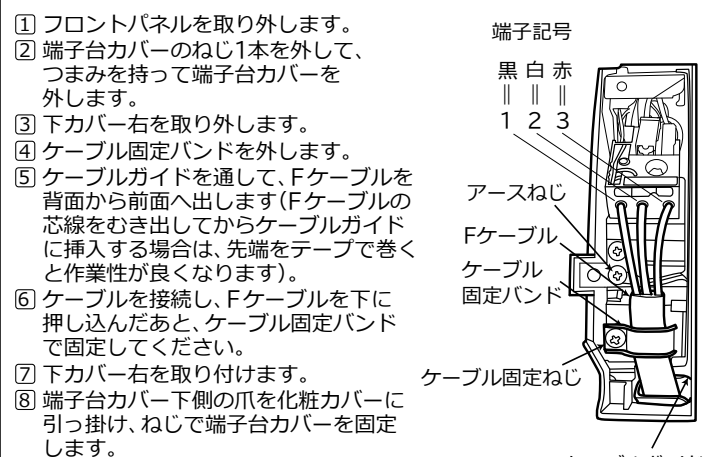 1 フロントパネルを取り外します。
2 端子台カバーのねじ1本を外して、
つまみを持って端子台カバーを
外します。
3 下カバー右を取り外します。
4 ケーブル固定バンドを外します。
5 ケーブルガイドを通して、Fケーブルを
背面から前面へ出します(Fケーブルの
芯線をむき出してからケーブルガイド
に挿入する場合は、先端をテープで巻く
と作業性が良くなります)。
6 ケーブルを接続し、Fケーブルを下に
押し込んだあと、ケーブル固定バンド
で固定してください。
7 下カバー右を取り付けます。
8 端子台カバー下側の爪を化粧カバーに
引っ掛け、ねじで端子台カバーを固定
します。
端子記号
黒 白 赤
‖ ‖ ‖
1 2 3
アースねじ
Fケーブル
ケーブル
固定バンド
ケーブル固定ねじ